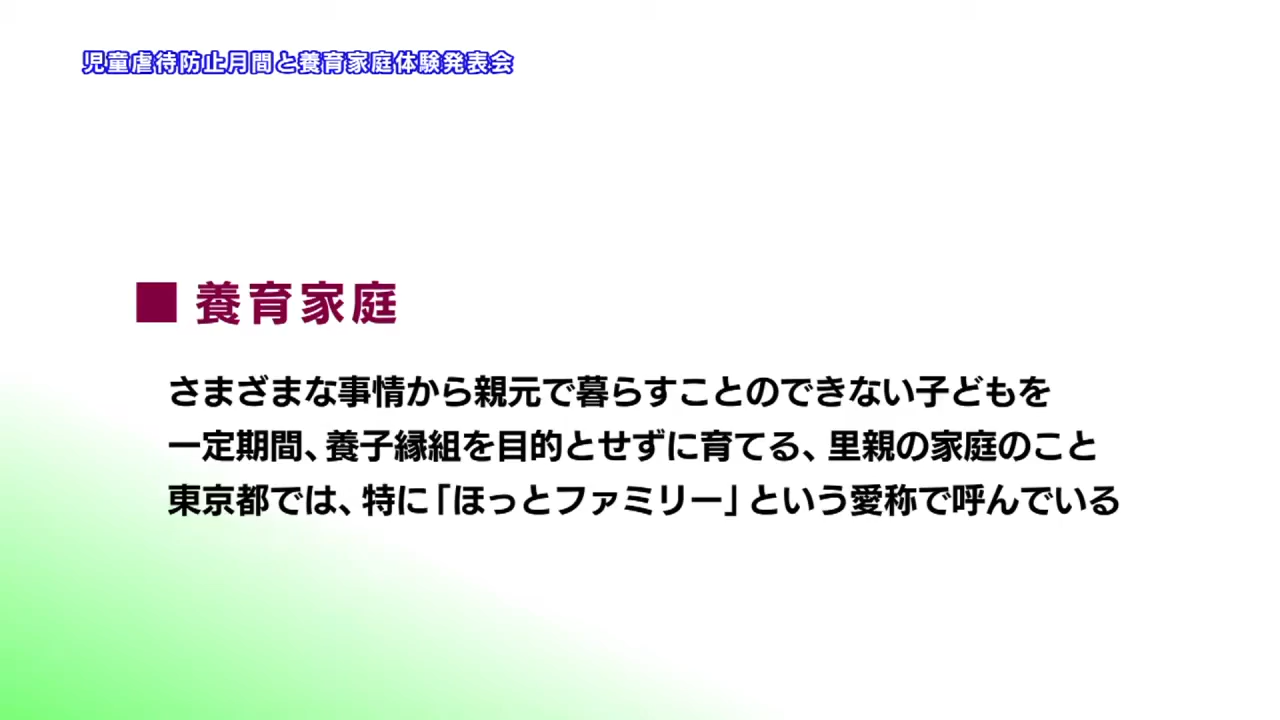 児童虐待防止月間と養育家庭体験発表会
■ 養育家庭
さまざまな事情から親元で暮らすことのできない子どもを
一定期間、養子縁組を目的とせずに育てる、里親の家庭のこと
東京都では、特に「ほっとファミリー」という愛称で呼んでいる